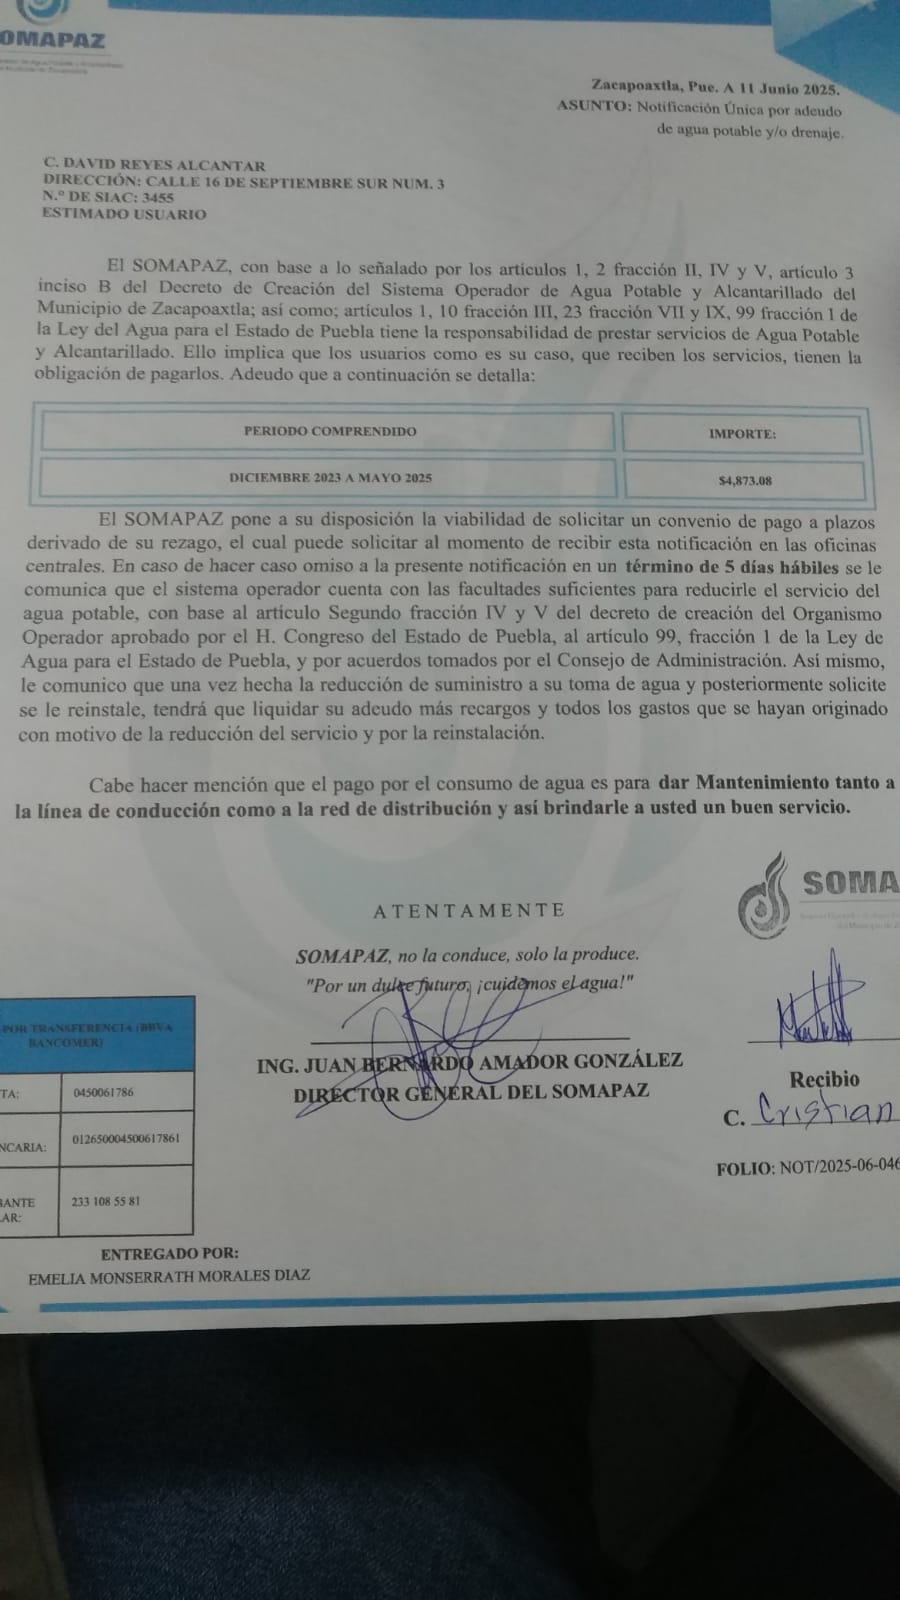 OMAPAZ
Zacapoaxtla, Pue. A 11 Junio 2025.
ASUNTO: Notificación Única por adeudo
de agua potable y/o drenaje.
C. DAVID REYES ALCANTAR
DIRECCIÓN: CALLE 16 DE SEPTIEMBRE SUR NUM. 3
N.º DE SIAC: 3455
ESTIMADO USUARIO
El SOMAPAZ, con base a lo señalado por los artículos 1, 2 fracción II, IV y V, artículo 3
inciso B del Decreto de Creación del Sistema Operador de Agua Potable y Alcantarillado del
Municipio de Zacapoaxtla; así como; artículos 1, 10 fracción III, 23 fracción VII y IX, 99 fracción 1 de
la Ley del Agua para el Estado de Puebla tiene la responsabilidad de prestar servicios de Agua Potable
y Alcantarillado. Ello implica que los usuarios como es su caso, que reciben los servicios, tienen la
obligación de pagarlos. Adeudo que a continuación se detalla:
PERIODO COMPRENDIDO
IMPORTE:
DICIEMBRE 2023 A MAYO 2025
$4,873.08
El SOMAPAZ pone a su disposición la viabilidad de solicitar un convenio de pago a plazos
derivado de su rezago, el cual puede solicitar al momento de recibir esta notificación en las oficinas
centrales. En caso de hacer caso omiso a la presente notificación en un término de 5 días hábiles se le
comunica que el sistema operador cuenta con las facultades suficientes para reducirle el servicio del
agua potable, con base al artículo Segundo fracción IV y V del decreto de creación del Organismo
Operador aprobado por el H. Congreso del Estado de Puebla, al artículo 99, fracción 1 de la Ley de
Agua para el Estado de Puebla, y por acuerdos tomados por el Consejo de Administración. Así mismo,
le comunico que una vez hecha la reducción de suministro a su toma de agua y posteriormente solicite
se le reinstale, tendrá que liquidar su adeudo más recargos y todos los gastos que se hayan originado
con motivo de la reducción del servicio y por la reinstalación.
Cabe hacer mención que el pago por el consumo de agua es para dar Mantenimiento tanto a
la línea de conducción como a la red de distribución y así brindarle a usted un buen servicio.
SOMA
ATENTAMENTE
SOMAPAZ, no la conduce, solo la produce.
"Por un dulce futuro, ¡cuidemos el agua!"
ING. JUAN BERNARDO AMADOR GONZÁLEZ
DIRECTOR GENERAL DEL SOMAPAZ
Recibio
C. Cristian
FOLIO: NOT/2025-06-046
POR TRANSFERENCIA (BBVA
BANCOMER)
TA:
0450061786
NCARIA:
012650004500617861
BANTE
LAR:
233 108 55 81
ENTREGADO POR:
EMELIA MONSERRATH MORALES DIAZ